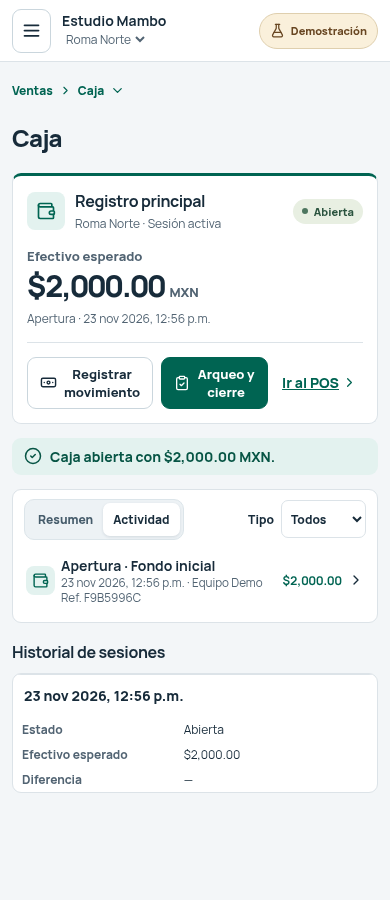 Estudio Mambo
Roma Norte
Demostración
Ventas
Caja
Caja
Registro principal
Roma Norte · Sesión activa
Abierta
Efectivo esperado
$2,000.00 MXN
Apertura · 23 nov 2026, 12:56 p.m.
Registrar
movimiento
Arqueo y
cierre
Ir al POS
Caja abierta con $2,000.00 MXN.
Resumen
Actividad
Tipo
Todos
Apertura · Fondo inicial
23 nov 2026, 12:56 p.m. · Equipo Demo
Ref. F9B5996C
$2,000.00
Historial de sesiones
23 nov 2026, 12:56 p.m.
Estado
Abierta
Efectivo esperado
$2,000.00
Diferencia
—